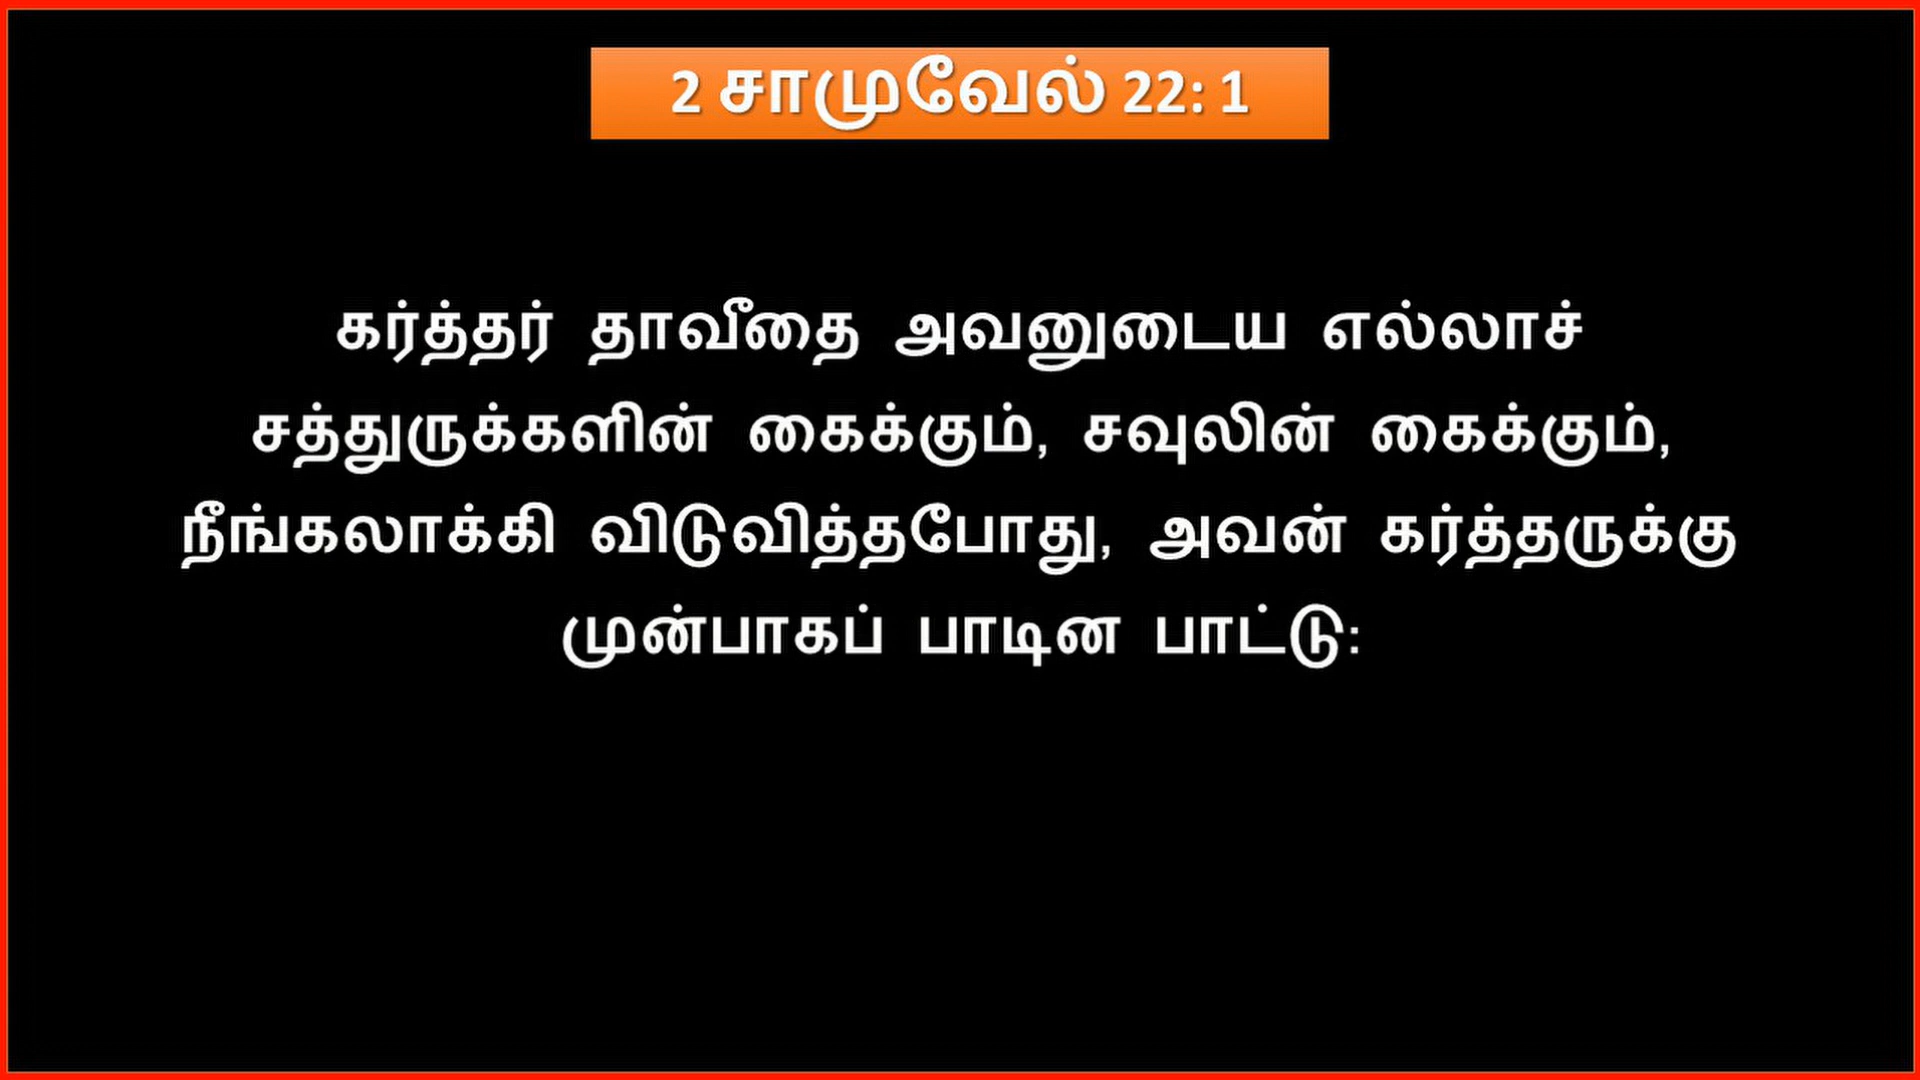 2 சாமுவேல் 22: 1
கர்த்தர் தாவீதை அவனுடைய எல்லாச்
சத்துருக்களின் கைக்கும், சவுலின் கைக்கும்,
நீங்கலாக்கி விடுவித்தபோது, அவன் கர்த்தருக்கு
முன்பாகப் பாடின பாட்டு: